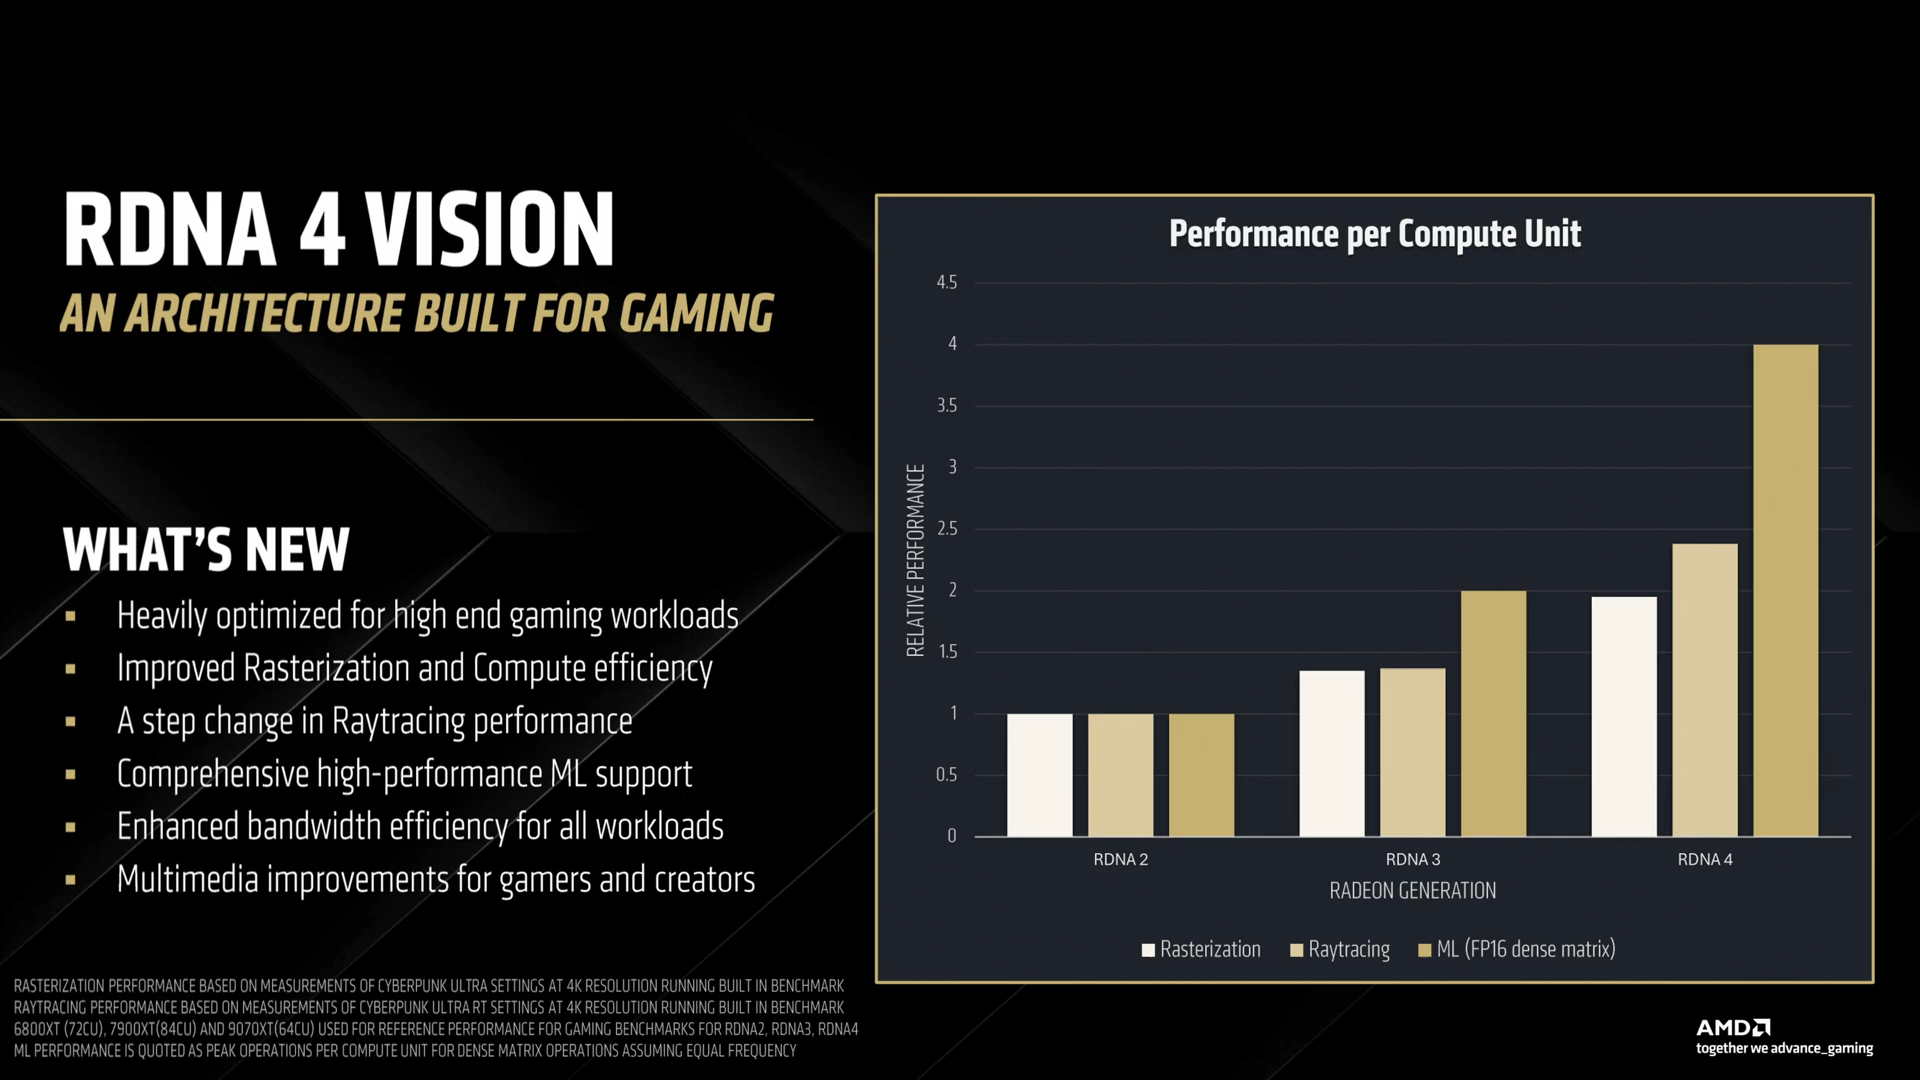 RDNA 4 VISION
AN ARCHITECTURE BUILT FOR GAMING
WHAT'S NEW
Heavily optimized for high end gaming workloads
Improved Rasterization and Compute efficiency
A step change in Raytracing performance
Comprehensive high-performance ML support
Enhanced bandwidth efficiency for all workloads
Multimedia improvements for gamers and creators
RASTERIZATION PERFORMANCE BASED ON MEASUREMENTS OF CYBERPUNK ULTRA SETTINGS AT 4K RESOLUTION RUNNING BUILT IN BENCHMARK
RAYTRACING PERFORMANCE BASED ON MEASUREMENTS OF CYBERPUNK ULTRA RT SETTINGS AT 4K RESOLUTION RUNNING BUILT IN BENCHMARK
6800XT (72CU), 7900XT(84CU) AND 9070XT(64CU) USED FOR REFERENCE PERFORMANCE FOR GAMING BENCHMARKS FOR RDNA2, RDNA3, RDNA4
ML PERFORMANCE IS QUOTED AS PEAK OPERATIONS PER COMPUTE UNIT FOR DENSE MATRIX OPERATIONS ASSUMING EQUAL FREQUENCY
Performance per Compute Unit
RELATIVE PERFORMANCE
4.5
4
3.5
3
2.5
2
1.5
1
0.5
0
RDNA 2 RDNA 3 RDNA 4
RADEON GENERATION
Rasterization Raytracing ML (FP16 dense matrix)
AMD
together we advance_gaming